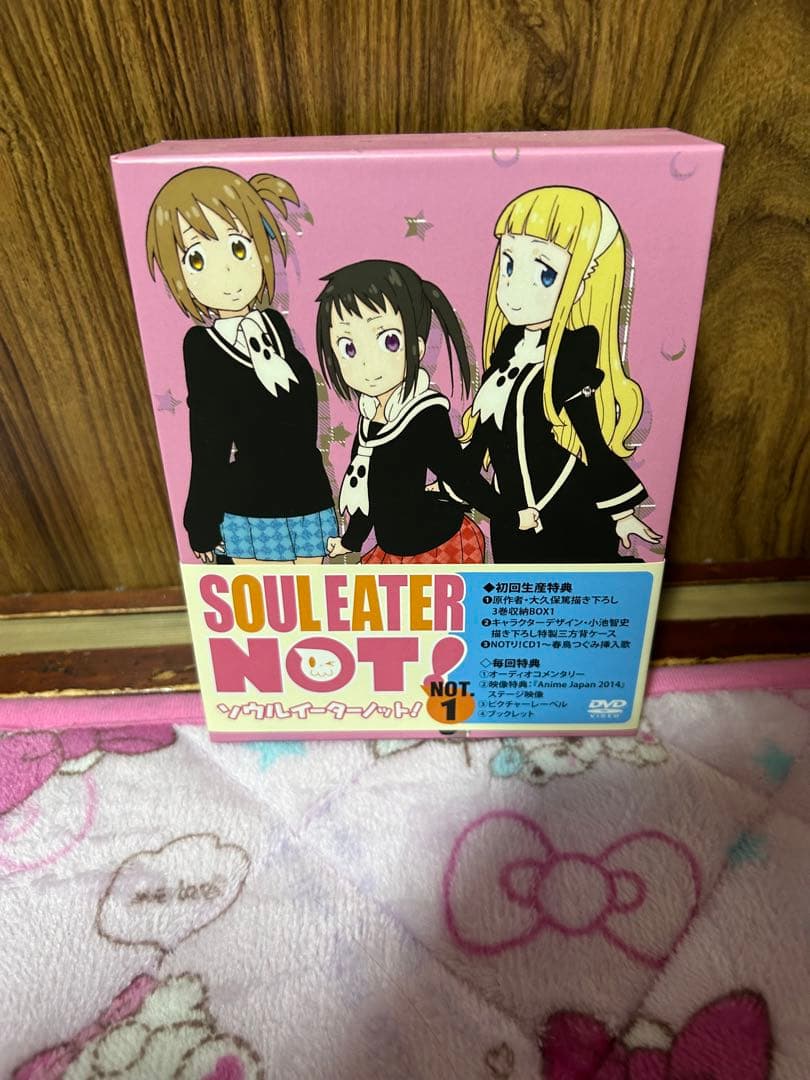 SOUL EATER
NOT!
ソウルイーターノット!
NOT.
1
◆初回生産特典
❶原作者・大久保篤描き下ろし
3巻収納BOX1
❷キャラクターデザイン・小池智史
描き下ろし特製三方背ケース
❸NOTリ!CD1～春鳥つぐみ挿入歌
◇毎回特典
①オーディオコメンタリー
②映像特典:『Anime Japan 2014』
ステージ映像
③ピクチャーレーベル
④ブックレット
DVD
VIDEO